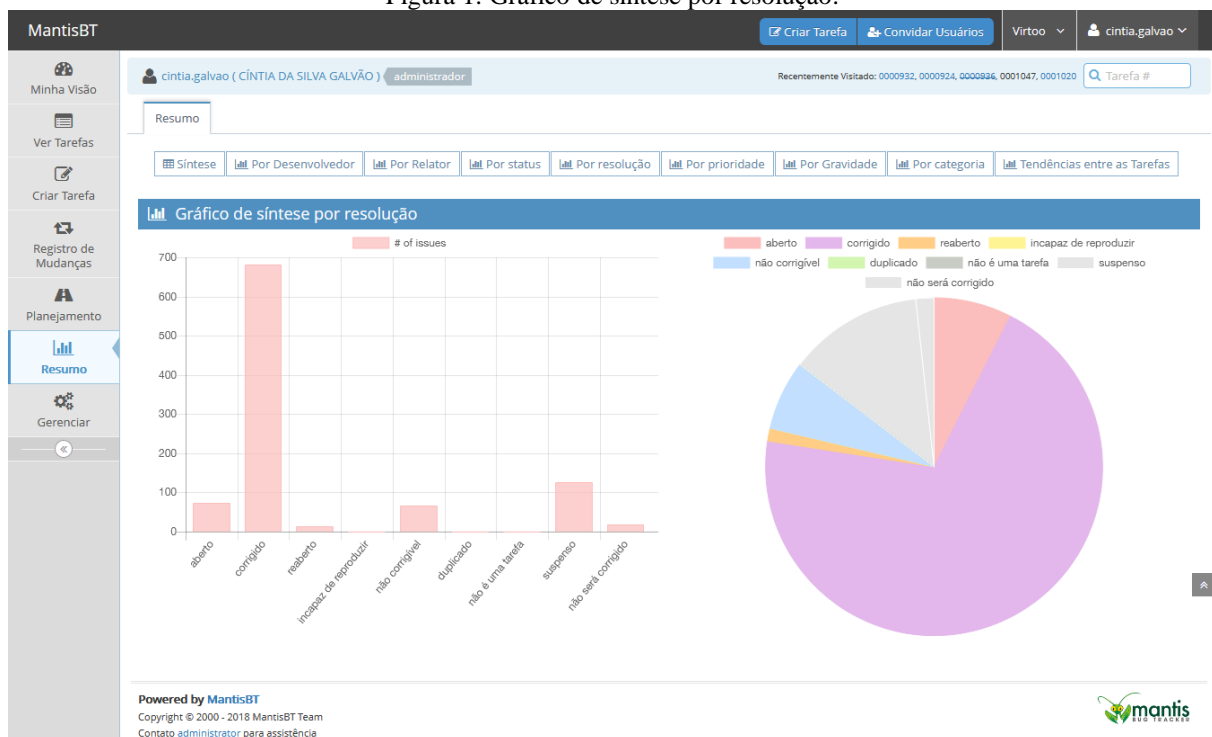 Figura 1: Gráfico de síntese por resolução.
MantisBT
Criar Tarefa
Convidar Usuários
Virtoo
cintia.galvao
Minha Visão
Ver Tarefas
Criar Tarefa
Registro de
Mudanças
Planejamento
Resumo
Gerenciar
cintia.galvao ( CÍNTIA DA SILVA GALVÃO ) administrador
Recentemente Visitado: 0000932, 0000924, 0000936, 0001047, 0001020
Tarefa #
Resumo
Síntese
Por Desenvolvedor
Por Relator
Por status
Por resolução
Por prioridade
Por Gravidade
Por categoria
Tendências entre as Tarefas
Gráfico de síntese por resolução
# of issues
700
600
500
400
300
200
100
0
aberto
corrigido
reaberto
incapaz de reproduzir
não corrigível
duplicado
não é uma tarefa
suspenso
não será corrigido
aberto corrigido reaberto incapaz de reproduzir
não corrigível duplicado não é uma tarefa suspenso
não será corrigido
Powered by MantisBT
Copyright © 2000 - 2018 MantisBT Team
Contato administrator para assistência
mantis
BUG TRACKER